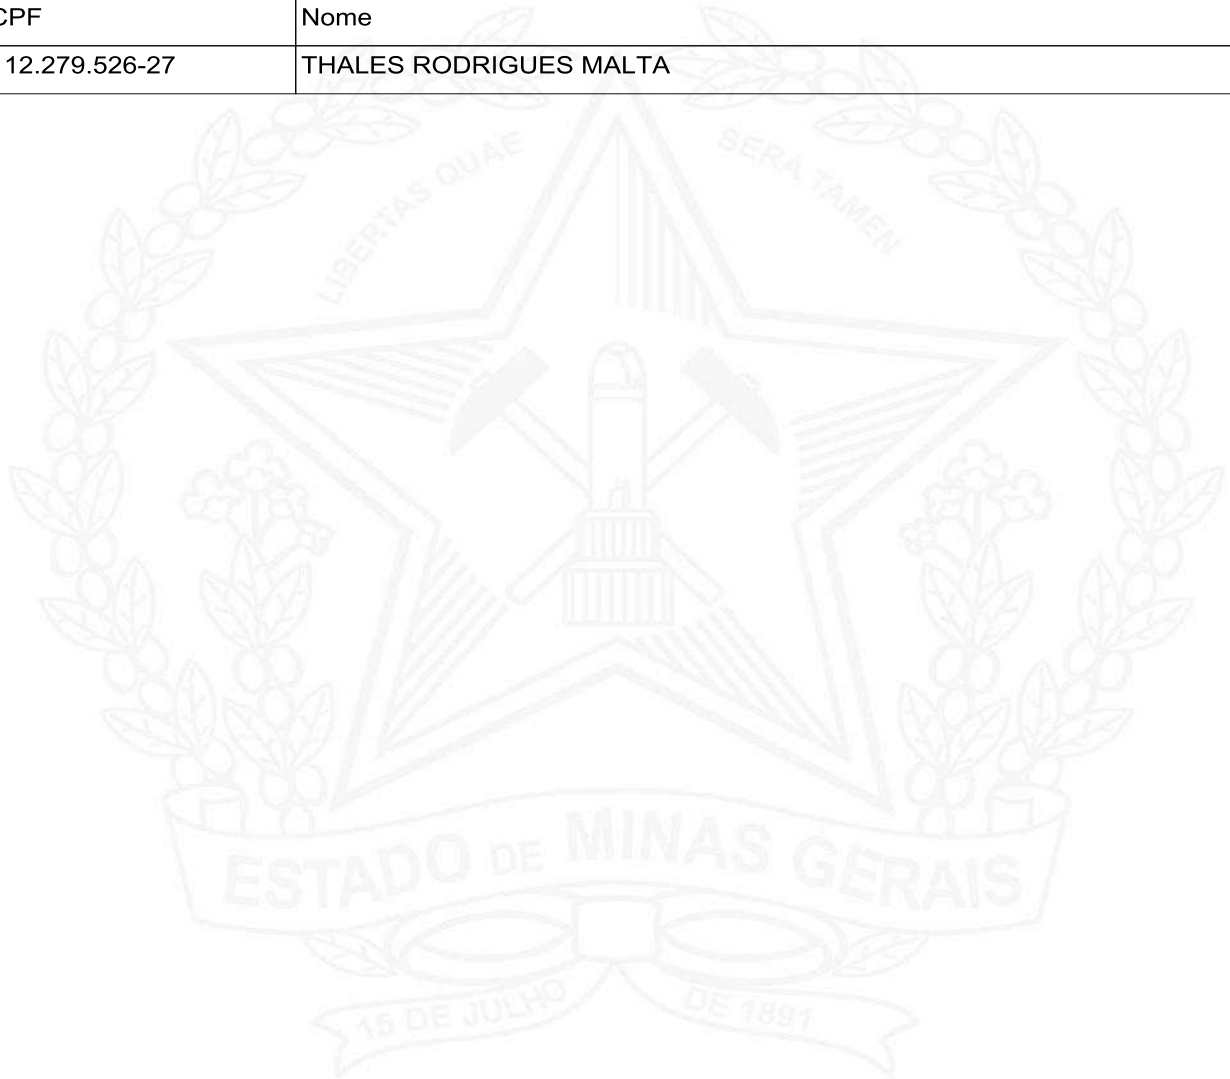 CPF Nome
12.279.526-27 THALES RODRIGUES MALTA
LIBERTAS QUAE SERA TAMEN
ESTADO DE MINAS GERAIS
15 DE JULHO DE 1891